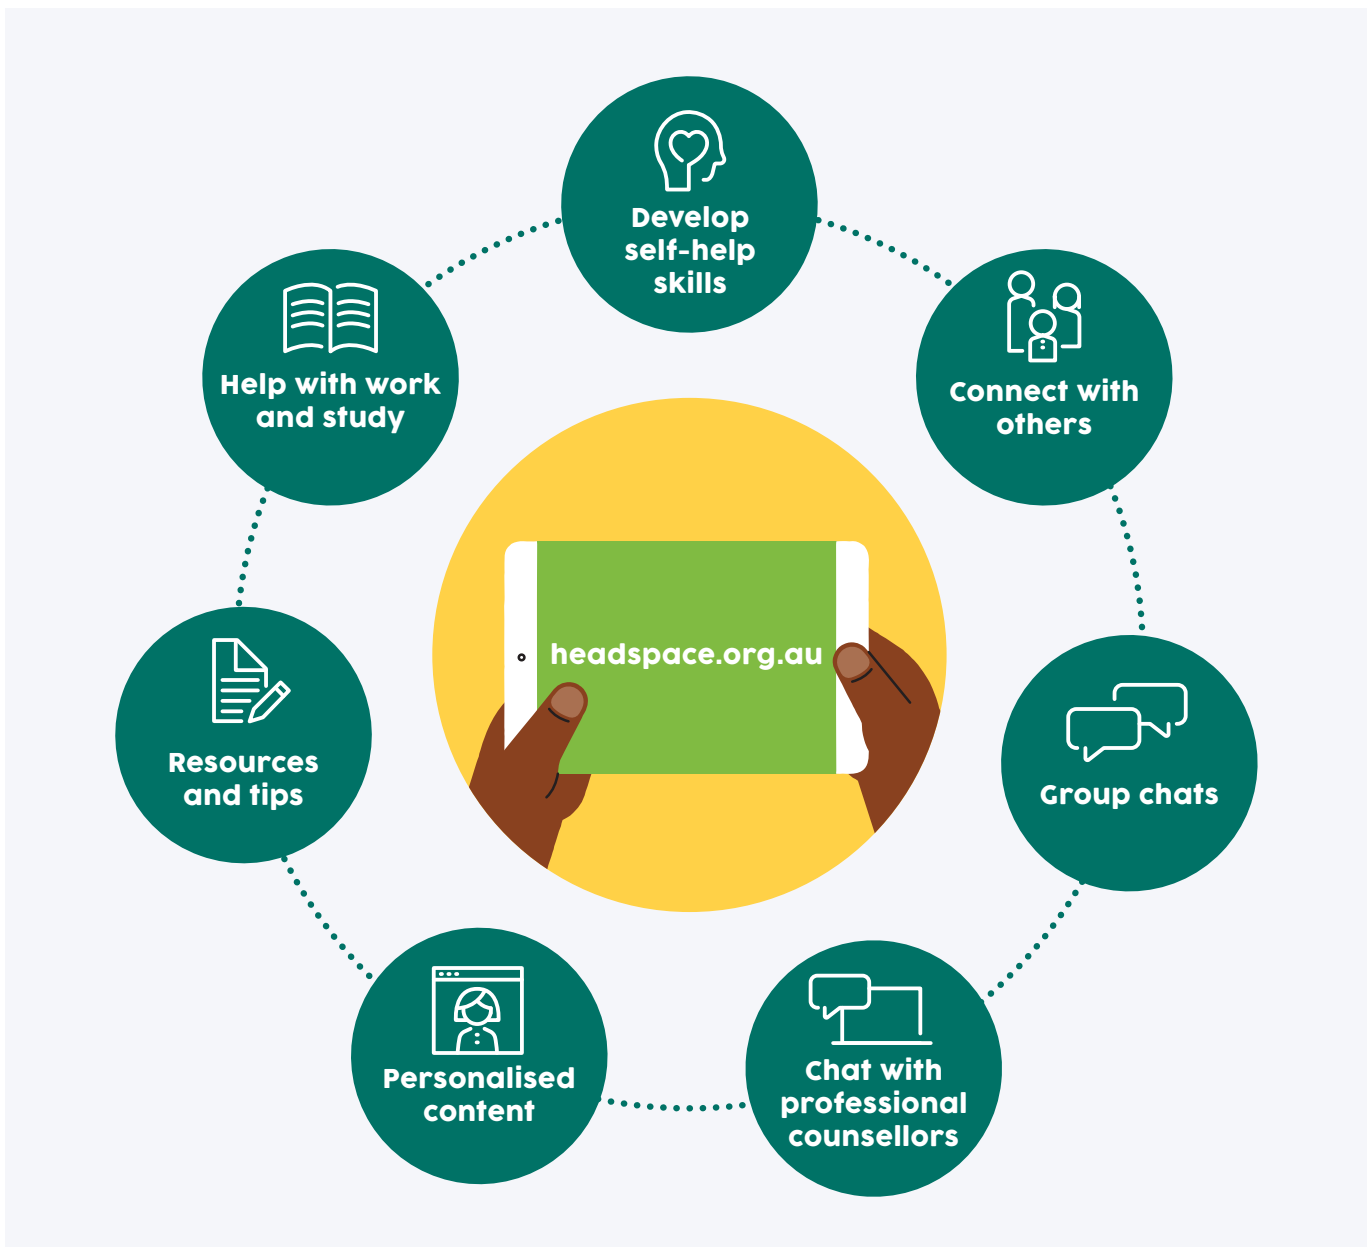 Develop
self-help
skills
Connect with
others
Group chats
Chat with
professional
counsellors
Personalised
content
Resources
and tips
Help with work
and study
headspace.org.au